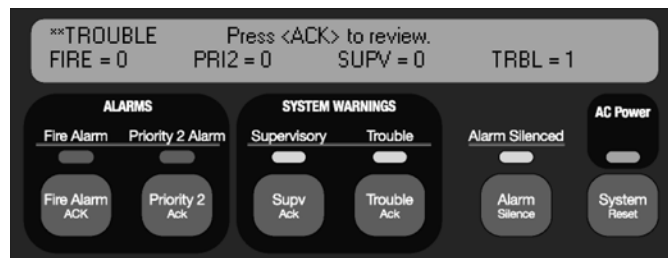 **TROUBLE Press <ACK> to review.
FIRE = 0 PRI2 = 0 SUPV = 0 TRBL = 1
ALARMS SYSTEM WARNINGS AC Power
Fire Alarm Priority 2 Alarm Supervisory Trouble Alarm Silenced
Fire Alarm Priority 2 Supv Trouble Alarm System
ACK Ack Ack Ack Silence Reset